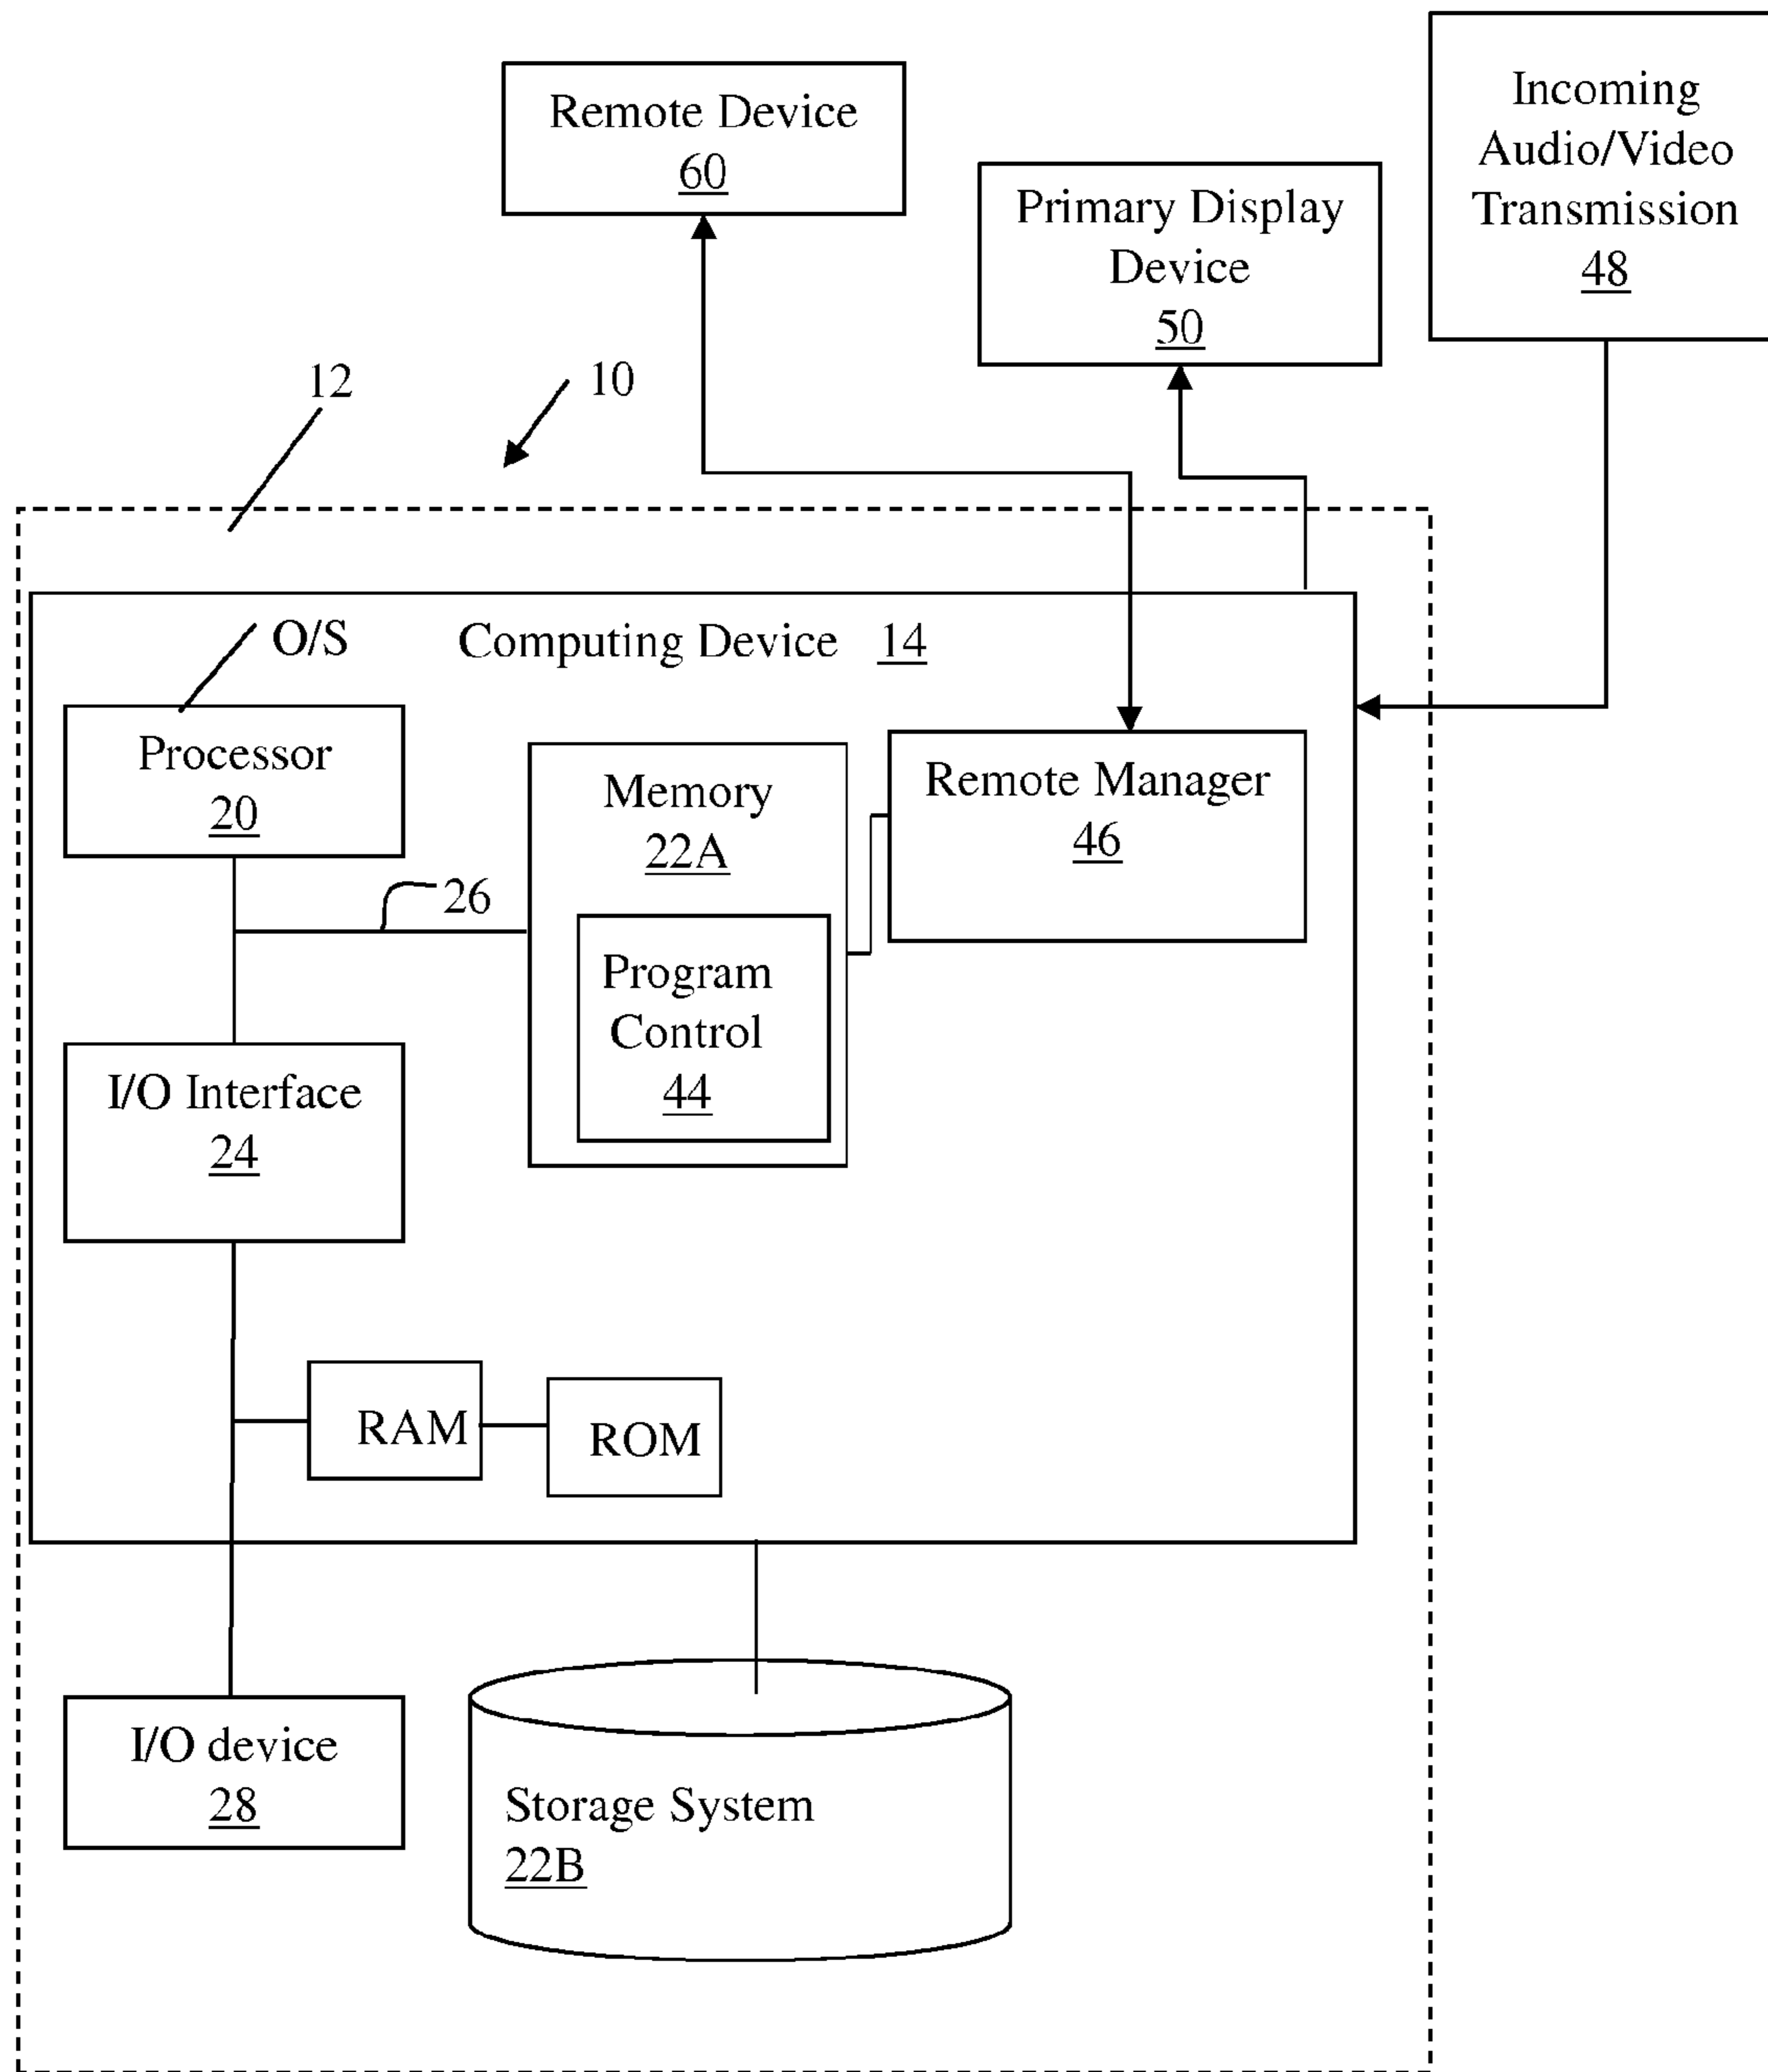 Incoming
Audio/Video
Transmission
48
Remote Device
60
Primary Display
Device
50
12
10
O/S
Computing Device 14
Processor
20
Memory
22A
Remote Manager
46
26
Program
Control
44
I/O Interface
24
RAM
ROM
I/O device
28
Storage System
22B